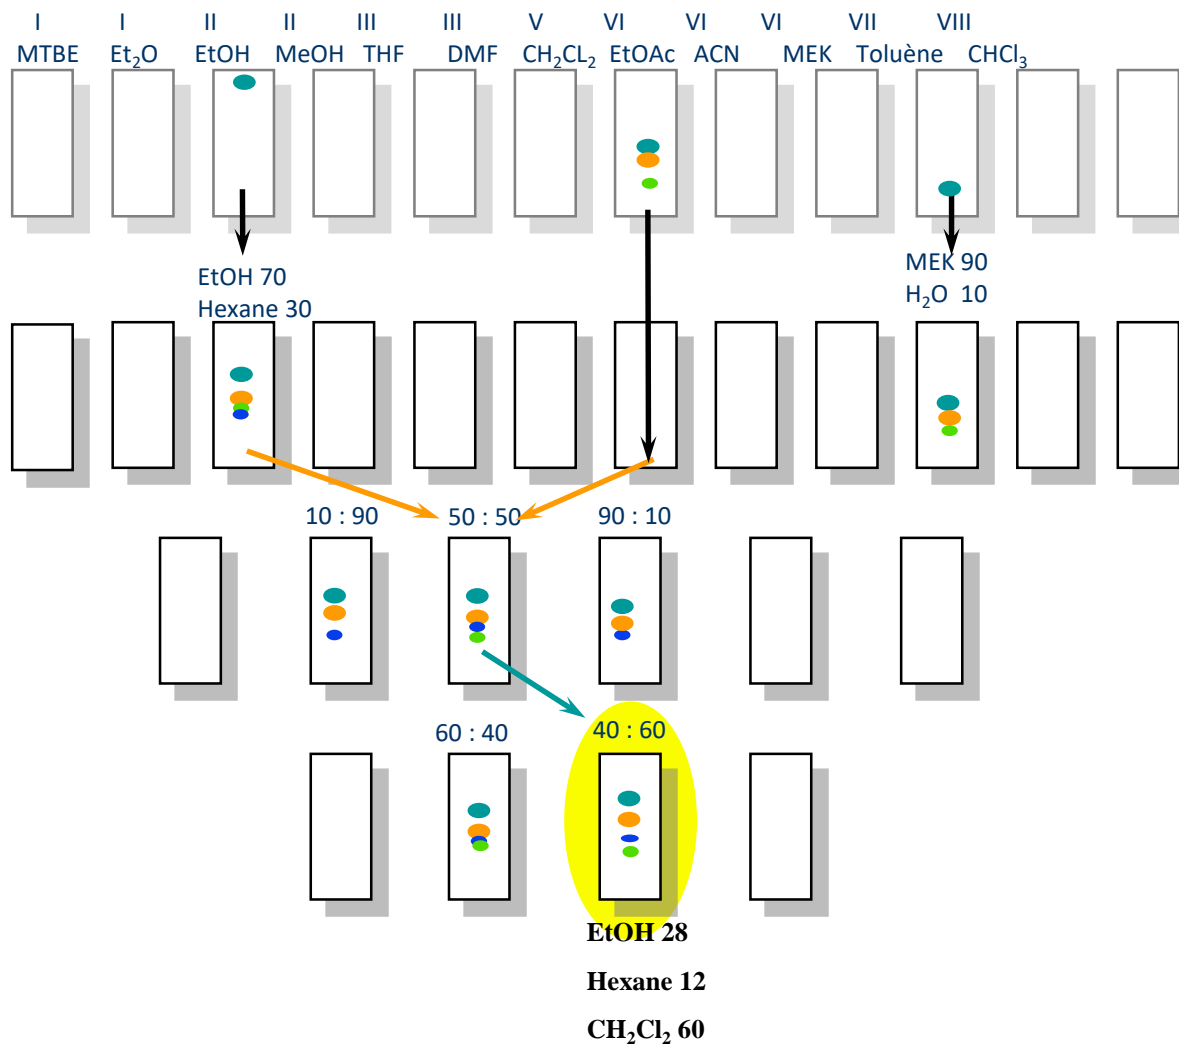 I I II II III III V VI VI VI VII VIII
MTBE Et₂O EtOH MeOH THF DMF CH₂CL₂ EtOAc ACN MEK Toluène CHCl₃
EtOH 70
Hexane 30
MEK 90
H₂O 10
10 : 90 50 : 50 90 : 10
60 : 40 40 : 60
EtOH 28
Hexane 12
CH₂Cl₂ 60